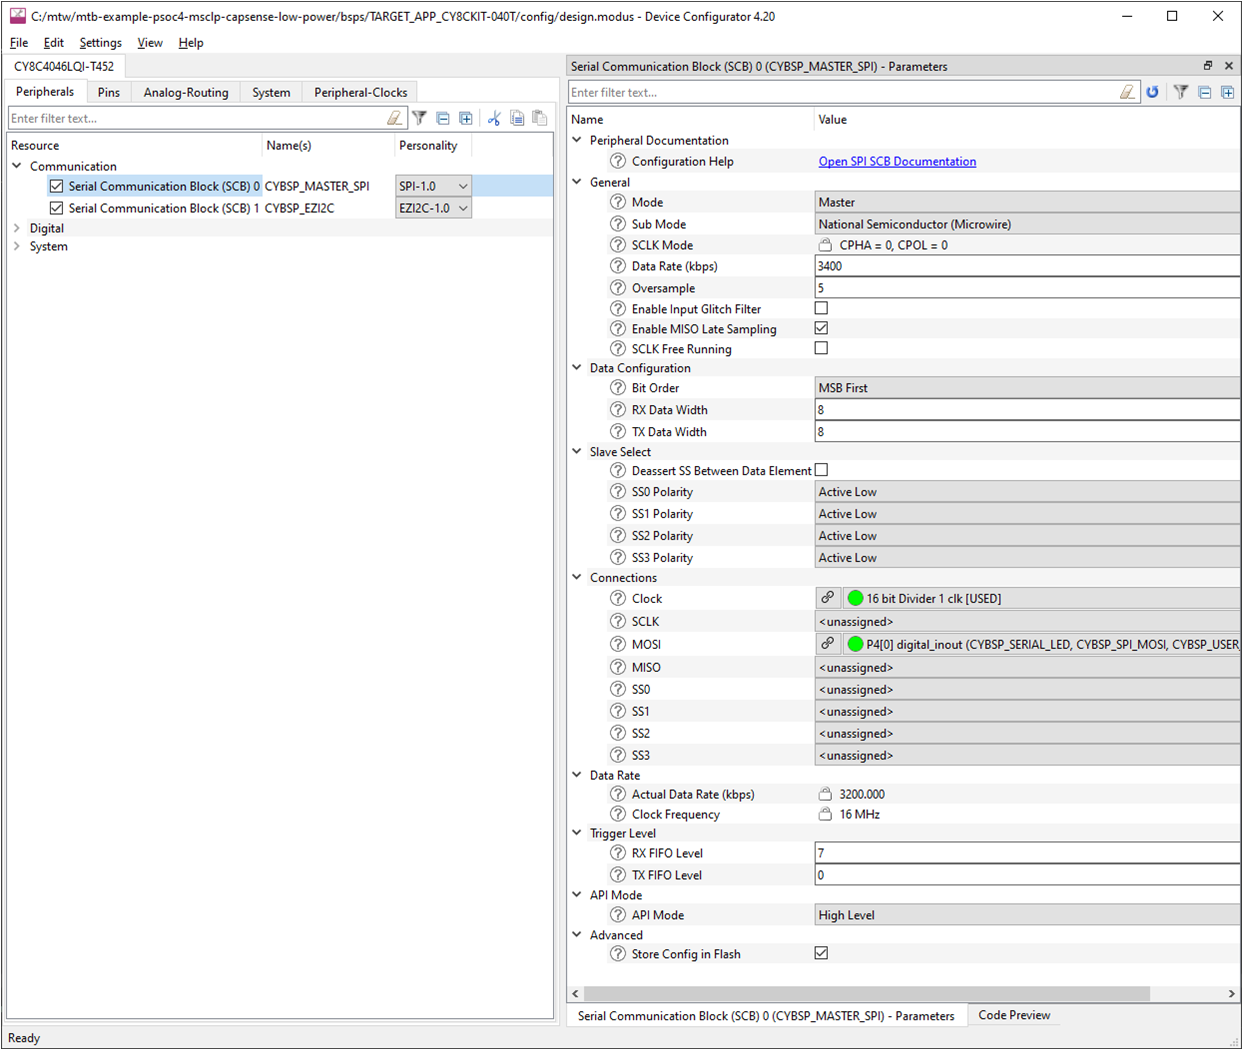 C:/mtw/mtb-example-psoc4-msclp-capsense-low-power/bsps/TARGET_APP_CY8CKIT-040T/config/design.modus - Device Configurator 4.20
File Edit Settings View Help
CY8C4046LQI-T452
Peripherals Pins Analog-Routing System Peripheral-Clocks
Enter filter text...
Resource Name(s) Personality
Communication
Serial Communication Block (SCB) 0 CYBSP_MASTER_SPI SPI-1.0
Serial Communication Block (SCB) 1 CYBSP_EZI2C EZI2C-1.0
Digital
System
Serial Communication Block (SCB) 0 (CYBSP_MASTER_SPI) - Parameters
Enter filter text...
Name Value
Peripheral Documentation
Configuration Help Open SPI SCB Documentation
General
Mode Master
Sub Mode National Semiconductor (Microwire)
SCLK Mode CPHA = 0, CPOL = 0
Data Rate (kbps) 3400
Oversample 5
Enable Input Glitch Filter
Enable MISO Late Sampling
SCLK Free Running
Data Configuration
Bit Order MSB First
RX Data Width 8
TX Data Width 8
Slave Select
Deassert SS Between Data Element
SS0 Polarity Active Low
SS1 Polarity Active Low
SS2 Polarity Active Low
SS3 Polarity Active Low
Connections
Clock 16 bit Divider 1 clk [USED]
SCLK <unassigned>
MOSI P4[0] digital_inout (CYBSP_SERIAL_LED, CYBSP_SPI_MOSI, CYBSP_USER_
MISO <unassigned>
SS0 <unassigned>
SS1 <unassigned>
SS2 <unassigned>
SS3 <unassigned>
Data Rate
Actual Data Rate (kbps) 3200.000
Clock Frequency 16 MHz
Trigger Level
RX FIFO Level 7
TX FIFO Level 0
API Mode
API Mode High Level
Advanced
Store Config in Flash
Serial Communication Block (SCB) 0 (CYBSP_MASTER_SPI) - Parameters Code Preview
Ready